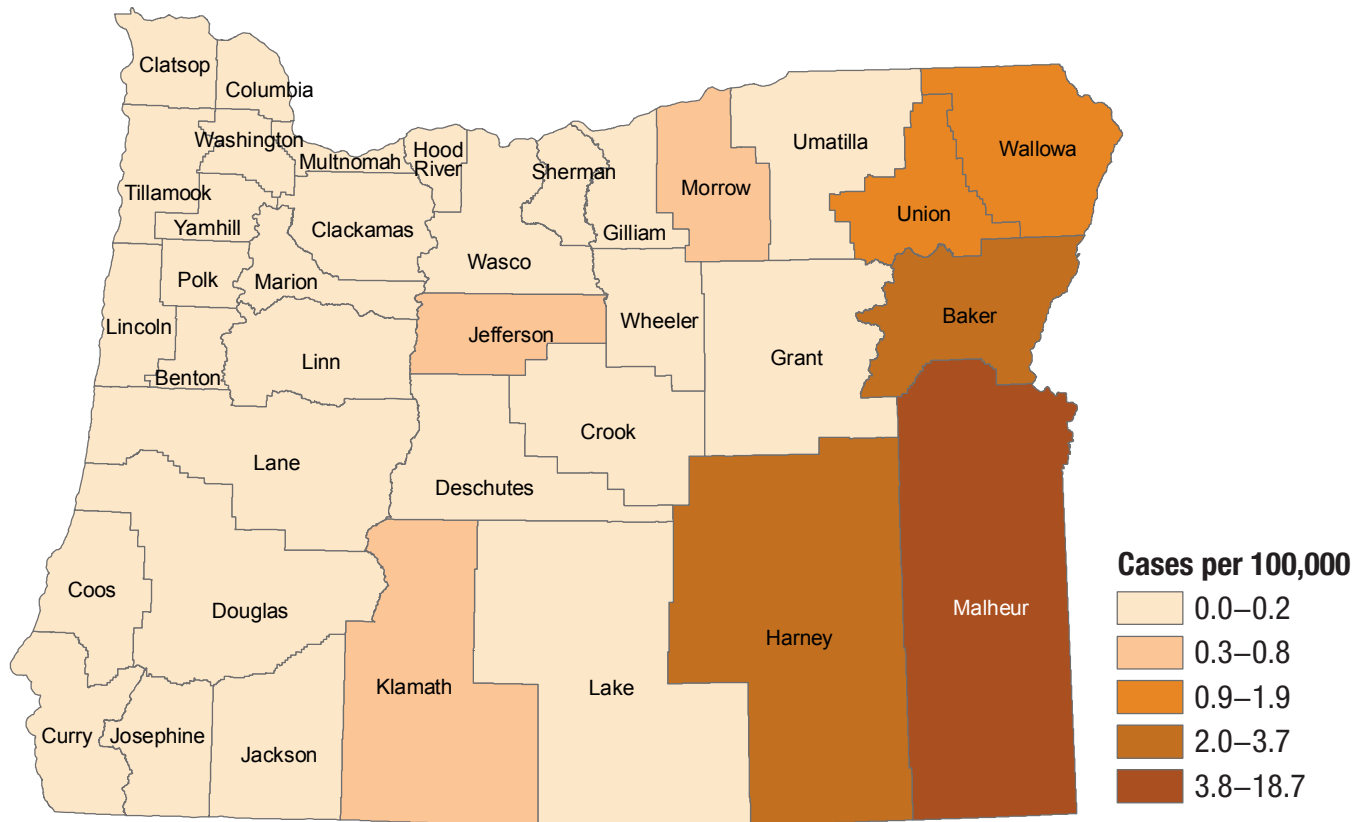 Clatsop
Columbia
Washington
Multnomah
Hood
River
Sherman
Umatilla
Wallowa
Morrow
Tillamook
Yamhill
Clackamas
Gilliam
Union
Wasco
Polk
Marion
Lincoln
Jefferson
Wheeler
Baker
Linn
Grant
Benton
Crook
Lane
Deschutes
Coos
Douglas
Malheur
Harney
Klamath
Lake
Curry
Josephine
Jackson
Cases per 100,000
0.0–0.2
0.3–0.8
0.9–1.9
2.0–3.7
3.8–18.7